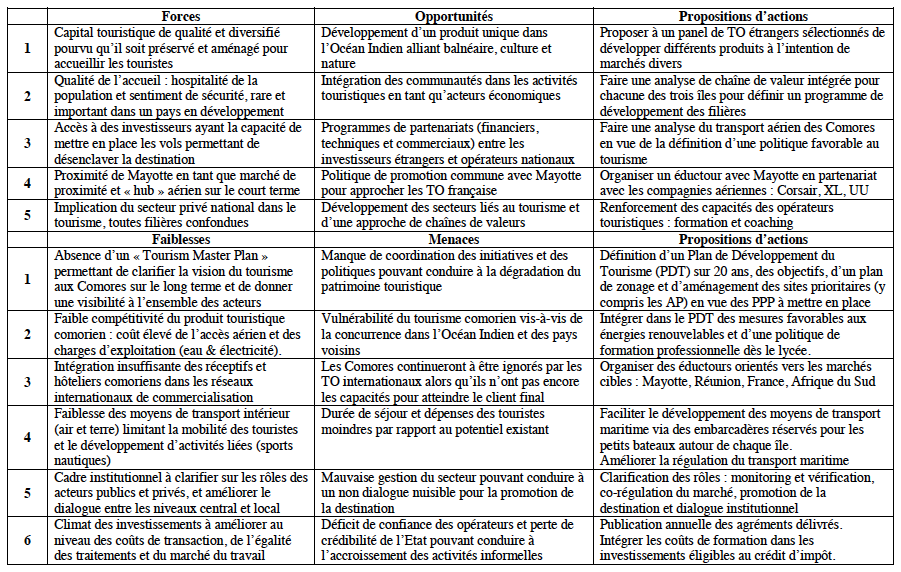 Forces Opportunités Propositions d'actions
1
Capital touristique de qualité et diversifié
pourvu qu'il soit préservé et aménagé pour
accueillir les touristes
Développement d'un produit unique dans
l'Océan Indien alliant balnéaire, culture et
nature
Proposer à un panel de TO étrangers sélectionnés de
développer différents produits à l'intention de
marchés divers
2
Qualité de l'accueil : hospitalité de la
population et sentiment de sécurité, rare et
important dans un pays en développement
Intégration des communautés dans les activités
touristiques en tant qu'acteurs économiques
Faire une analyse de chaîne de valeur intégrée pour
chacune des trois îles pour définir un programme de
développement des filières
3
Accès à des investisseurs ayant la capacité de
mettre en place les vols permettant de
désenclaver la destination
Programmes de partenariats (financiers,
techniques et commerciaux) entre les
investisseurs étrangers et opérateurs nationaux
Faire une analyse du transport aérien des Comores
en vue de la définition d'une politique favorable au
tourisme
4
Proximité de Mayotte en tant que marché de
proximité et « hub » aérien sur le court terme
Politique de promotion commune avec Mayotte
pour approcher les TO française
Organiser un éductour avec Mayotte en partenariat
avec les compagnies aériennes : Corsair, XL, UU
5
Implication du secteur privé national dans le
tourisme, toutes filières confondues
Développement des secteurs liés au tourisme et
d'une approche de chaînes de valeurs
Renforcement des capacités des opérateurs
touristiques : formation et coaching
Faiblesses Menaces Propositions d'actions
1
Absence d'un « Tourism Master Plan »
permettant de clarifier la vision du tourisme
aux Comores sur le long terme et de donner
une visibilité à l'ensemble des acteurs
Manque de coordination des initiatives et des
politiques pouvant conduire à la dégradation du
patrimoine touristique
Définition d'un Plan de Développement du
Tourisme (PDT) sur 20 ans, des objectifs, d'un plan
de zonage et d'aménagement des sites prioritaires (y
compris les AP) en vue des PPP à mettre en place
2
Faible compétitivité du produit touristique
comorien : coût élevé de l'accès aérien et des
charges d'exploitation (eau & électricité).
Vulnérabilité du tourisme comorien vis-à-vis de
la concurrence dans l'Océan Indien et des pays
voisins
Intégrer dans le PDT des mesures favorables aux
énergies renouvelables et d'une politique de
formation professionnelle dès le lycée.
3
Intégration insuffisante des réceptifs et
hôteliers comoriens dans les réseaux
internationaux de commercialisation
Les Comores continueront à être ignorés par les
TO internationaux alors qu'ils n'ont pas encore
les capacités pour atteindre le client final
Organiser des éductours orientés vers les marchés
cibles : Mayotte, Réunion, France, Afrique du Sud
4
Faiblesse des moyens de transport intérieur
(air et terre) limitant la mobilité des touristes
et le développement d'activités liées (sports
nautiques)
Durée de séjour et dépenses des touristes
moindres par rapport au potentiel existant
Faciliter le développement des moyens de transport
maritime via des embarcadères réservés pour les
petits bateaux autour de chaque île.
Améliorer la régulation du transport maritime
5
Cadre institutionnel à clarifier sur les rôles des
acteurs publics et privés, et améliorer le
dialogue entre les niveaux central et local
Mauvaise gestion du secteur pouvant conduire à
un non dialogue nuisible pour la promotion de
la destination
Clarification des rôles : monitoring et vérification,
co-régulation du marché, promotion de la
destination et dialogue institutionnel
6
Climat des investissements à améliorer au
niveau des coûts de transaction, de l'égalité
des traitements et du marché du travail
Déficit de confiance des opérateurs et perte de
crédibilité de l'Etat pouvant conduire à
l'accroissement des activités informelles
Publication annuelle des agréments délivrés.
Intégrer les coûts de formation dans les
investissements éligibles au crédit d'impôt.